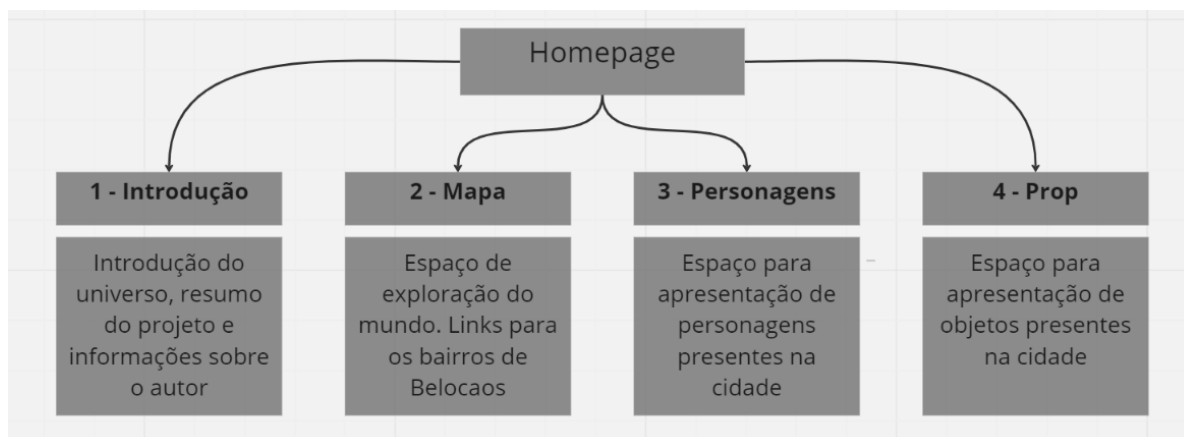 Homepage
1 - Introdução
2 - Mapa
3 - Personagens
4 - Prop
Introdução do
universo, resumo
do projeto e
informações sobre
o autor
Espaço de
exploração do
mundo. Links para
os bairros de
Belocaos
Espaço para
apresentação de
personagens
presentes na
cidade
Espaço para
apresentação de
objetos presentes
na cidade